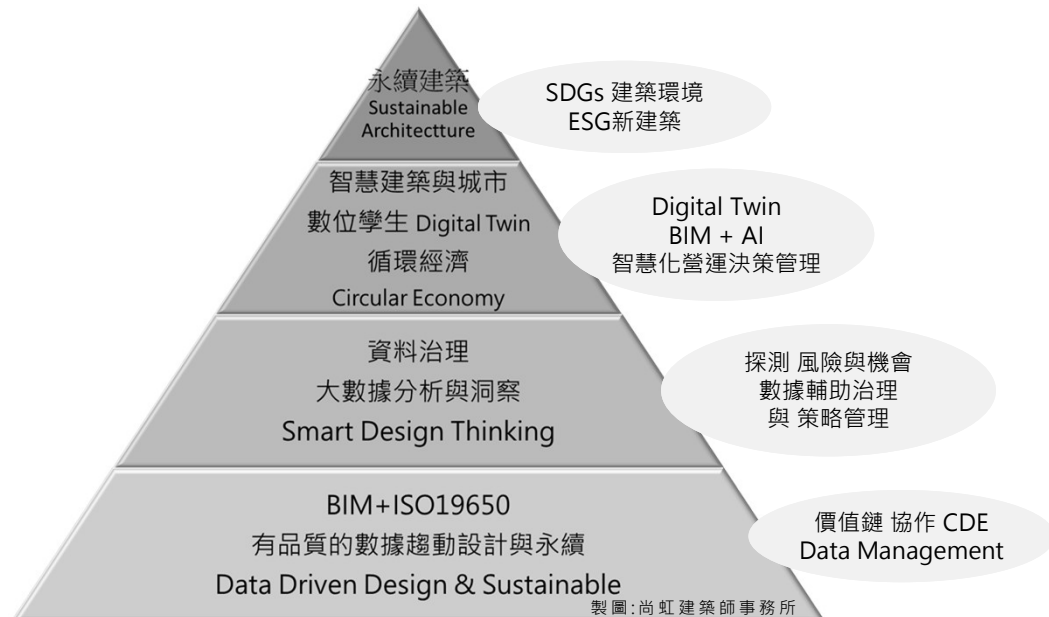 永續建築
Sustainable
Architectture
SDGs 建築環境
ESG新建築
智慧建築與城市
數位孿生 Digital Twin
循環經濟
Circular Economy
Digital Twin
BIM + AI
智慧化營運決策管理
資料治理
大數據分析與洞察
Smart Design Thinking
探測 風險與機會
數據輔助治理
與 策略管理
BIM+ISO19650
有品質的數據趨動設計與永續
Data Driven Design & Sustainable
價值鏈 協作 CDE
Data Management
製圖:尚虹建築師事務所